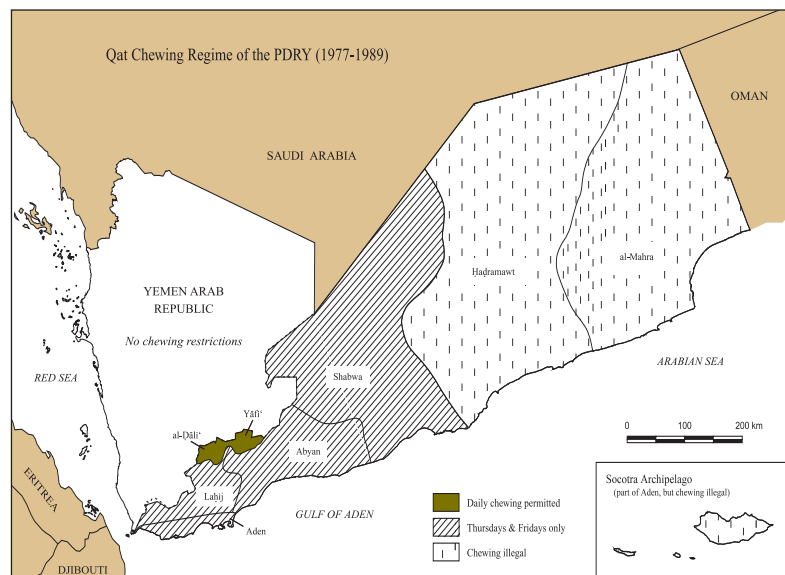 Qat Chewing Regime of the PDRY (1977-1989)
OMAN
SAUDI ARABIA
al-Mahra
Ḥaḍramawt
YEMEN ARAB
REPUBLIC
No chewing restrictions
ARABIAN SEA
RED SEA
Shabwa
Yāfiʿ
al-Ḍāliʿ
Abyan
0 100 200 km
ERITREA
Laḥij
Socotra Archipelago
(part of Aden, but chewing illegal)
Daily chewing permitted
GULF OF ADEN
Thursdays & Fridays only
Aden
Chewing illegal
DJIBOUTI